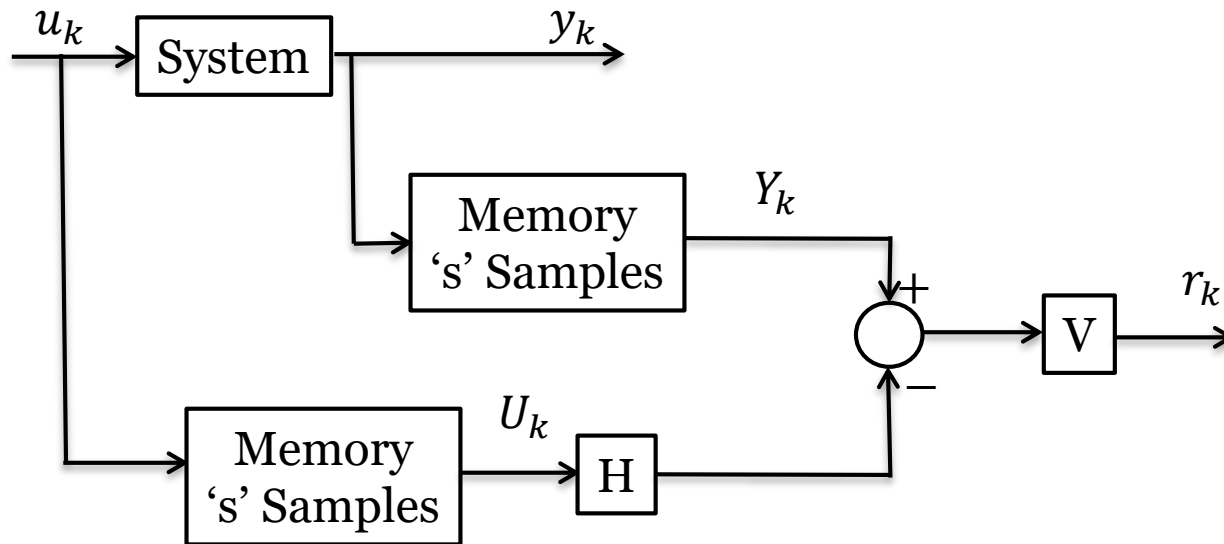 u_k
System
y_k
Memory
‘s’ Samples
Y_k
+
r_k
V
−
Memory
‘s’ Samples
U_k
H